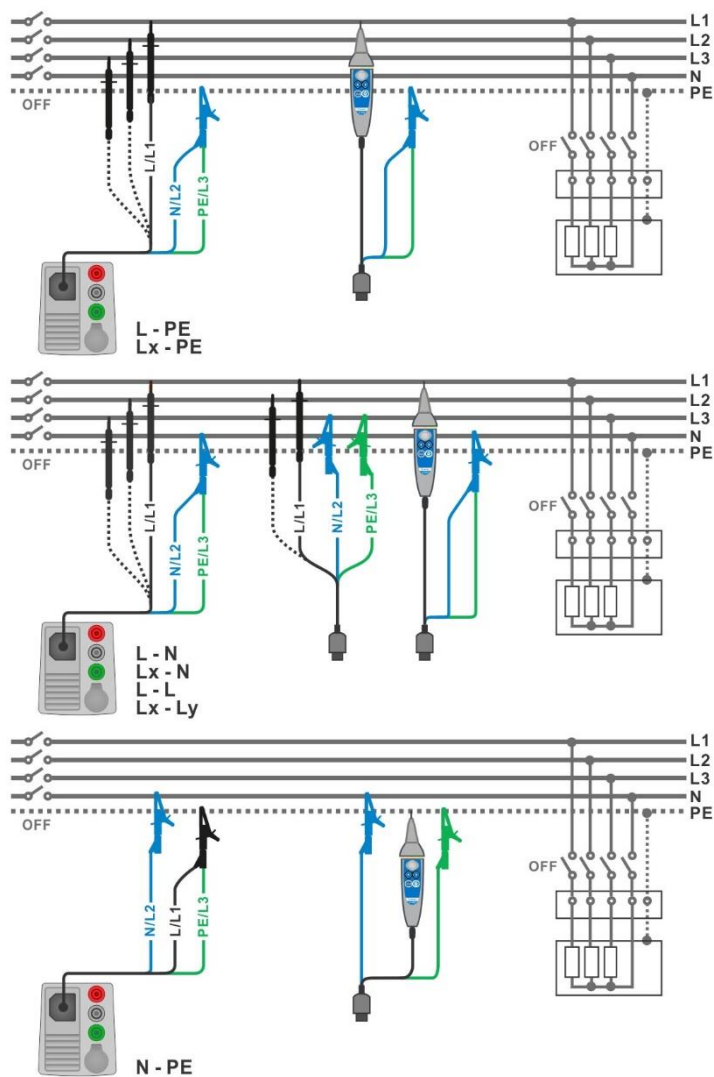 L1
L2
L3
N
PE
OFF
OFF
L/L1
N/L2
PE/L3
L - PE
Lx - PE
L1
L2
L3
N
PE
OFF
OFF
L/L1
N/L2
PE/L3
L/L1
N/L2
PE/L3
L - N
Lx - N
L - L
Lx - Ly
L1
L2
L3
N
PE
OFF
OFF
N/L2
L/L1
PE/L3
N - PE